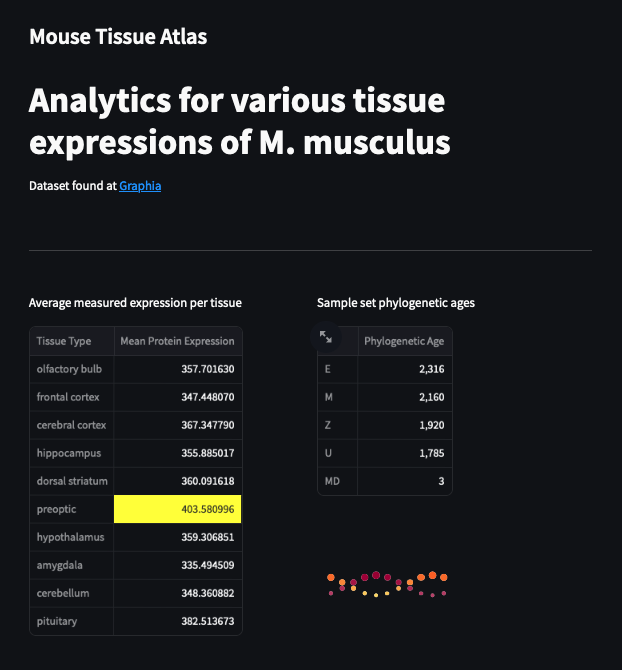 Mouse Tissue Atlas
Analytics for various tissue
expressions of M. musculus
Dataset found at Graphia
Average measured expression per tissue
Tissue Type Mean Protein Expression
olfactory bulb 357.701630
frontal cortex 347.448070
cerebral cortex 367.347790
hippocampus 355.885017
dorsal striatum 360.091618
preoptic 403.580996
hypothalamus 359.306851
amygdala 335.494509
cerebellum 348.360882
pituitary 382.513673
Sample set phylogenetic ages
Phylogenetic Age
E 2,316
M 2,160
Z 1,920
U 1,785
MD 3